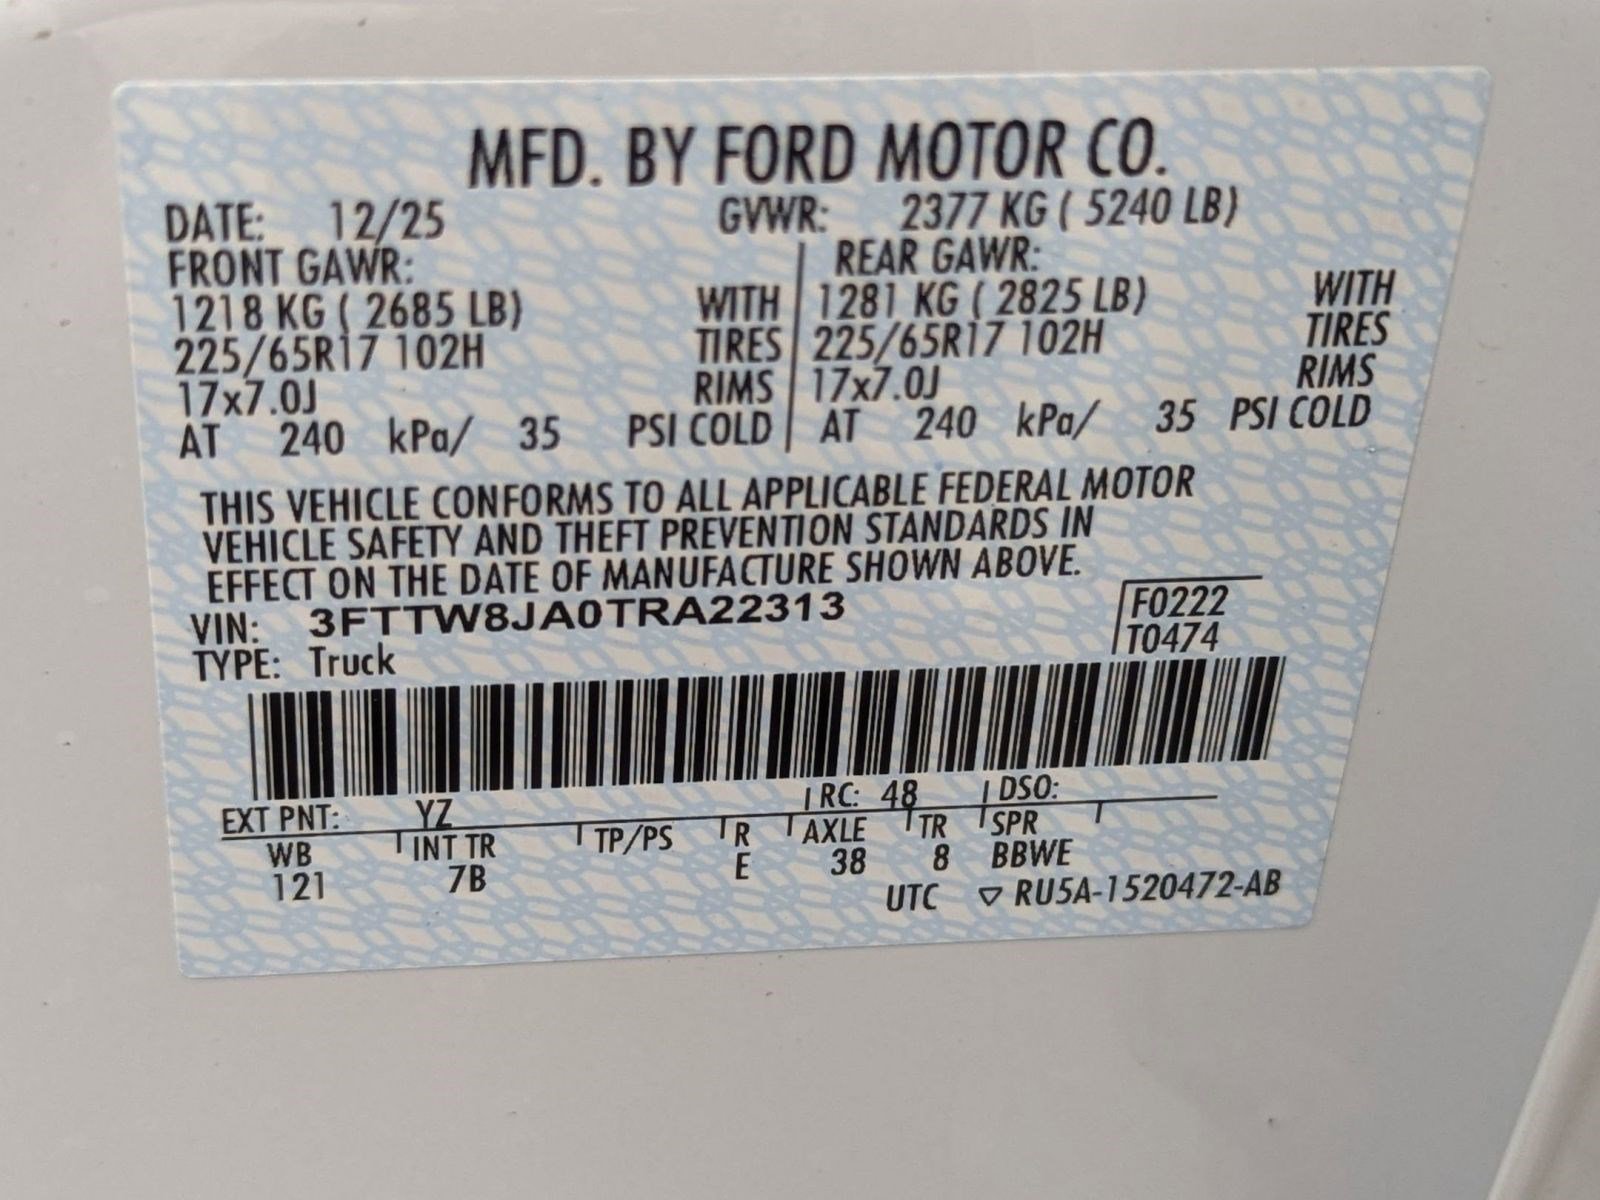 MFD. BY FORD MOTOR CO.
DATE: 12/25 GVWR: 2377 KG ( 5240 LB)
FRONT GAWR: REAR GAWR:
1218 KG ( 2685 LB) WITH 1281 KG ( 2825 LB) WITH
225/65R17 102H TIRES 225/65R17 102H TIRES
17x7.0J RIMS 17x7.0J RIMS
AT 240 kPa/ 35 PSI COLD AT 240 kPa/ 35 PSI COLD
THIS VEHICLE CONFORMS TO ALL APPLICABLE FEDERAL MOTOR
VEHICLE SAFETY AND THEFT PREVENTION STANDARDS IN
EFFECT ON THE DATE OF MANUFACTURE SHOWN ABOVE.
VIN: 3FTTW8JA0TRA22313 F0222
TYPE: Truck T0474
EXT PNT: YZ RC: 48 DSO:
WB INT TR TP/PS R AXLE TR SPR
121 7B E 38 8 BBWE
UTC ▽ RU5A-1520472-AB